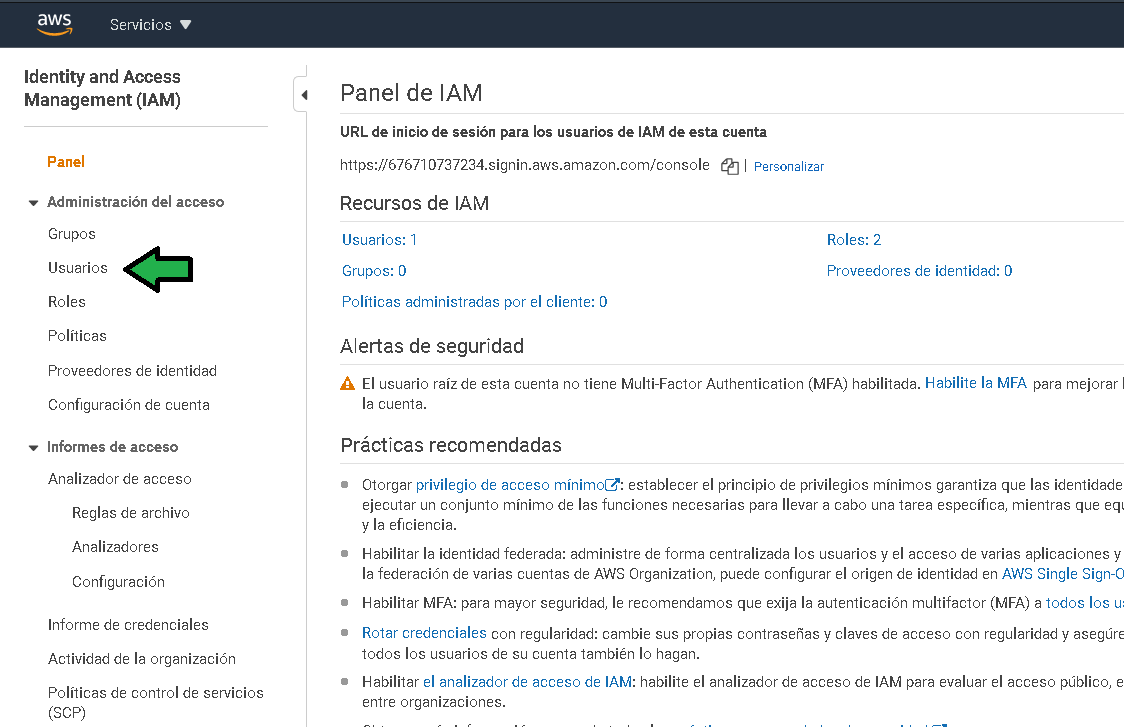 aws Servicios
Identity and Access
Management (IAM)
Panel
Administración del acceso
Grupos
Usuarios
Roles
Políticas
Proveedores de identidad
Configuración de cuenta
Informes de acceso
Analizador de acceso
Reglas de archivo
Analizadores
Configuración
Informe de credenciales
Actividad de la organización
Políticas de control de servicios
(SCP)
Panel de IAM
URL de inicio de sesión para los usuarios de IAM de esta cuenta
https://676710737234.signin.aws.amazon.com/console | Personalizar
Recursos de IAM
Usuarios: 1
Roles: 2
Grupos: 0
Proveedores de identidad: 0
Políticas administradas por el cliente: 0
Alertas de seguridad
El usuario raíz de esta cuenta no tiene Multi-Factor Authentication (MFA) habilitada. Habilite la MFA para mejorar
la cuenta.
Prácticas recomendadas
Otorgar privilegio de acceso mínimo: establecer el principio de privilegios mínimos garantiza que las identidade
ejecutar un conjunto mínimo de las funciones necesarias para llevar a cabo una tarea específica, mientras que equ
y la eficiencia.
Habilitar la identidad federada: administre de forma centralizada los usuarios y el acceso de varias aplicaciones y
la federación de varias cuentas de AWS Organization, puede configurar el origen de identidad en AWS Single Sign-O
Habilitar MFA: para mayor seguridad, le recomendamos que exija la autenticación multifactor (MFA) a todos los us
Rotar credenciales con regularidad: cambie sus propias contraseñas y claves de acceso con regularidad y asegúre
todos los usuarios de su cuenta también lo hagan.
Habilitar el analizador de acceso de IAM: habilite el analizador de acceso de IAM para evaluar el acceso público, e
entre organizaciones.